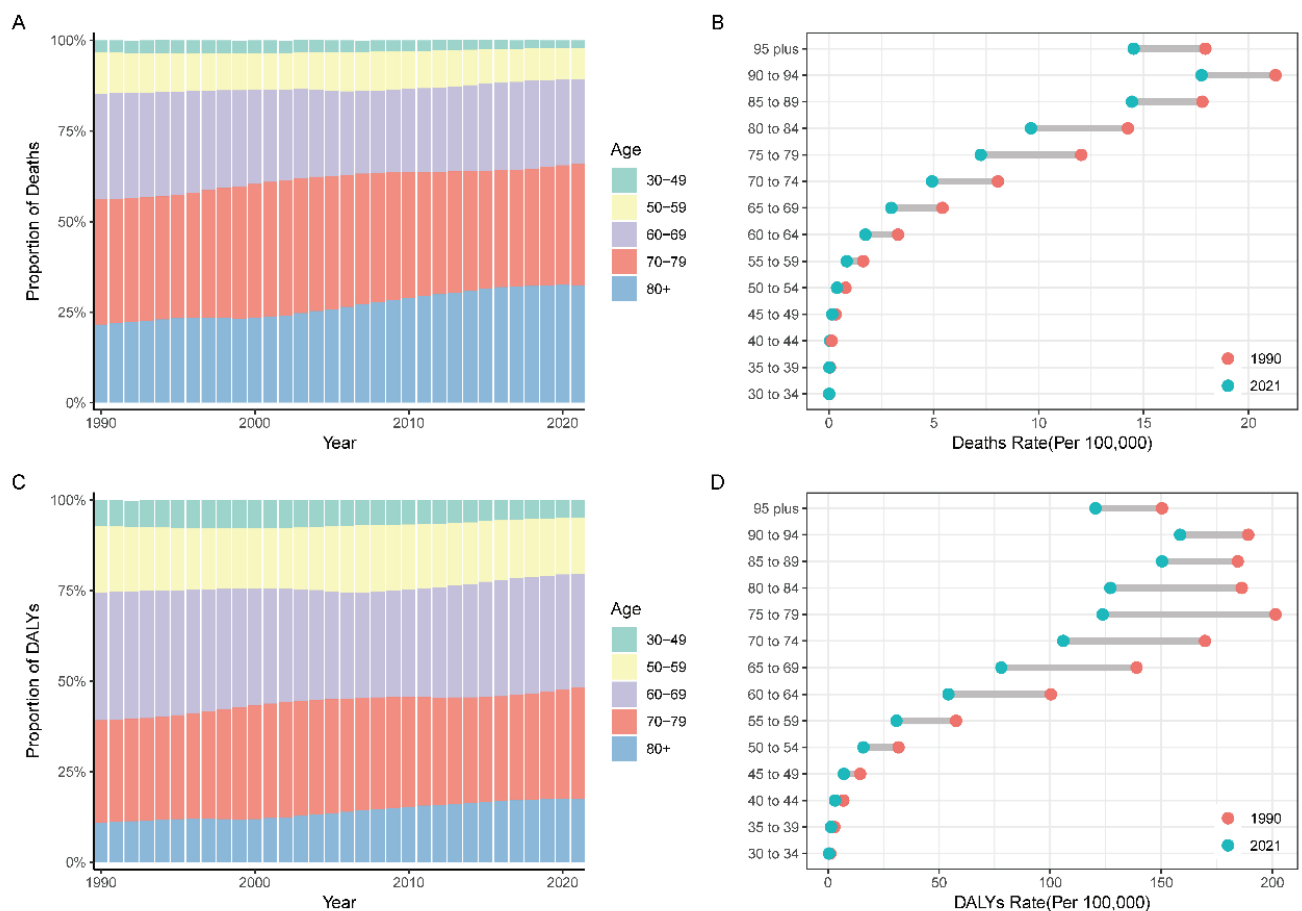 A
Proportion of Deaths
100%
75%
50%
25%
0%
1990
2000
2010
2020
Year
Age
30-49
50-59
60-69
70-79
80+
B
95 plus
90 to 94
85 to 89
80 to 84
75 to 79
70 to 74
65 to 69
60 to 64
55 to 59
50 to 54
45 to 49
40 to 44
35 to 39
30 to 34
0
5
10
15
20
Deaths Rate(Per 100,000)
1990
2021
C
Proportion of DALYs
100%
75%
50%
25%
0%
1990
2000
2010
2020
Year
Age
30-49
50-59
60-69
70-79
80+
D
95 plus
90 to 94
85 to 89
80 to 84
75 to 79
70 to 74
65 to 69
60 to 64
55 to 59
50 to 54
45 to 49
40 to 44
35 to 39
30 to 34
0
50
100
150
200
DALYs Rate(Per 100,000)
1990
2021